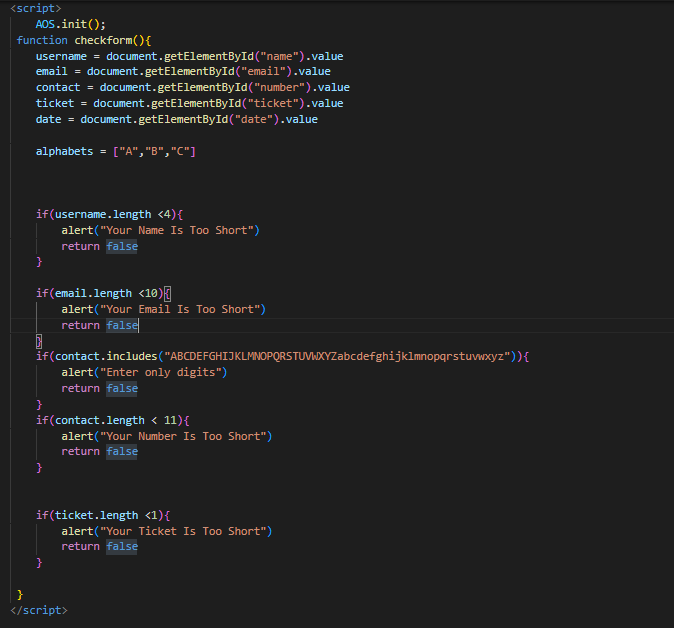 <script>
AOS.init();
function checkform(){
username = document.getElementById("name").value
email = document.getElementById("email").value
contact = document.getElementById("number").value
ticket = document.getElementById("ticket").value
date = document.getElementById("date").value
alphabets = ["A","B","C"]
if(username.length <4){
alert("Your Name Is Too Short")
return false
}
if(email.length <10){
alert("Your Email Is Too Short")
return false
}
if(contact.includes("ABCDEFGHIJKLMNOPQRSTUVWXYZabcdefghijklmnopqrstuvwxyz")){
alert("Enter only digits")
return false
}
if(contact.length < 11){
alert("Your Number Is Too Short")
return false
}
if(ticket.length <1){
alert("Your Ticket Is Too Short")
return false
}
}
</script>